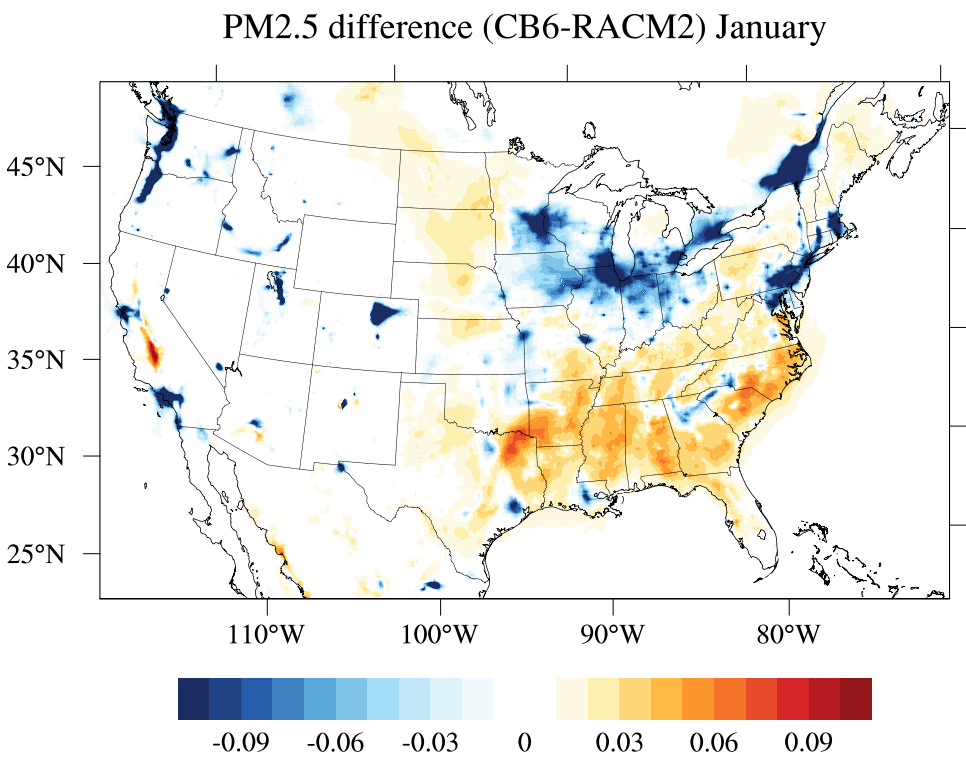 PM2.5 difference (CB6-RACM2) January
45°N
40°N
35°N
30°N
25°N
110°W 100°W 90°W 80°W
-0.09 -0.06 -0.03 0 0.03 0.06 0.09